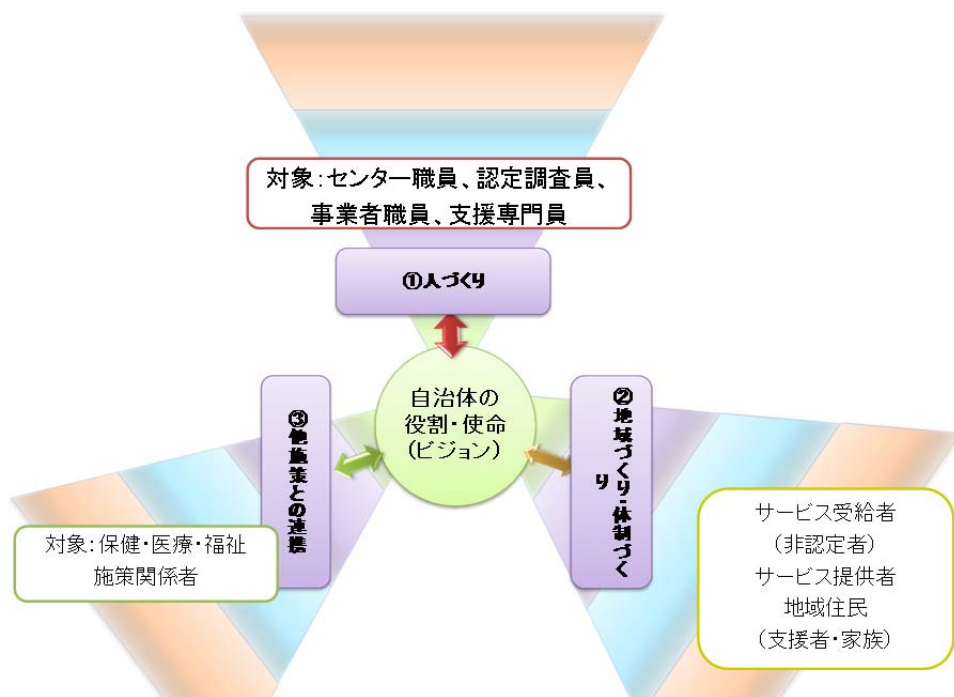 対象：センター職員、認定調査員、
事業者職員、支援専門員
①人づくり
自治体の
役割・使命
（ビジョン）
③他施策との連携
対象：保健・医療・福祉
施策関係者
②地域づくり・体制づく
り
サービス受給者
（非認定者）
サービス提供者
地域住民
（支援者・家族）